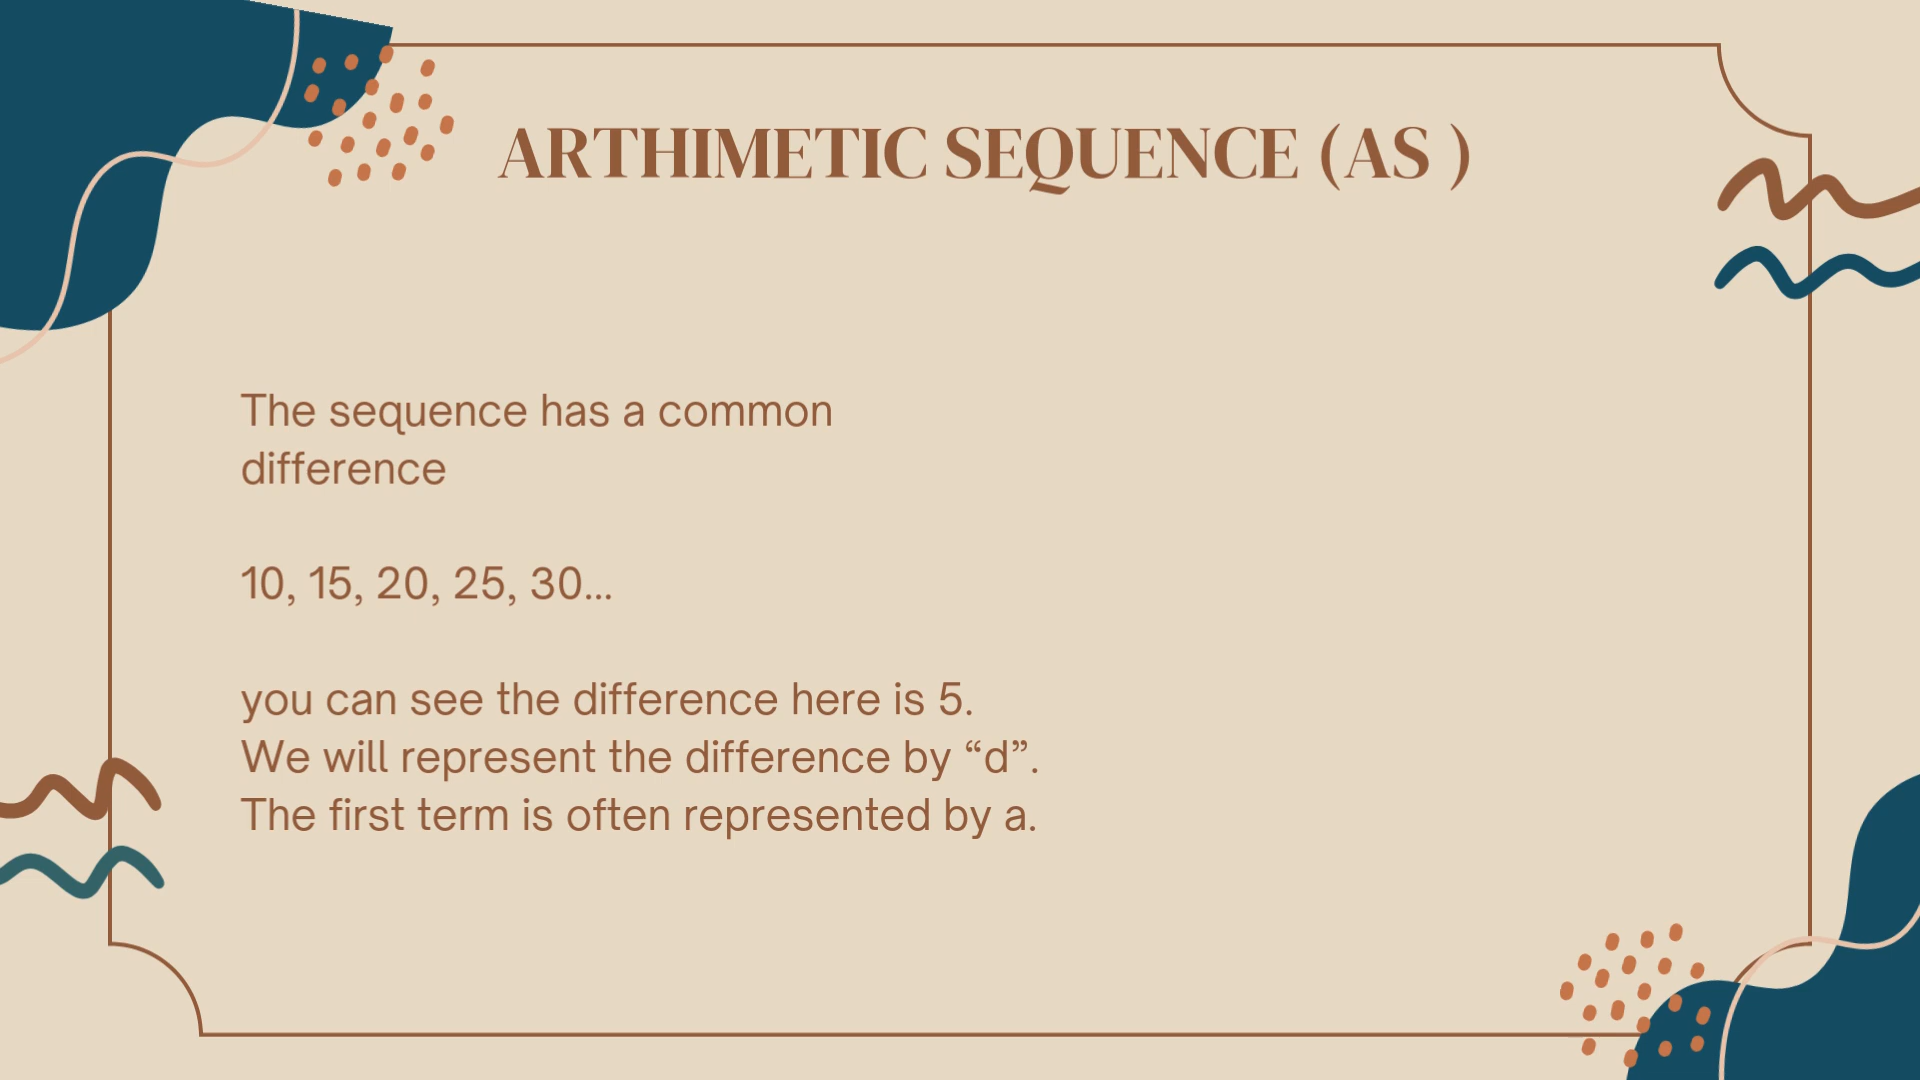 ARTHIMETIC SEQUENCE (AS )
The sequence has a common
difference
10, 15, 20, 25, 30...
you can see the difference here is 5.
We will represent the difference by “d”.
The first term is often represented by a.